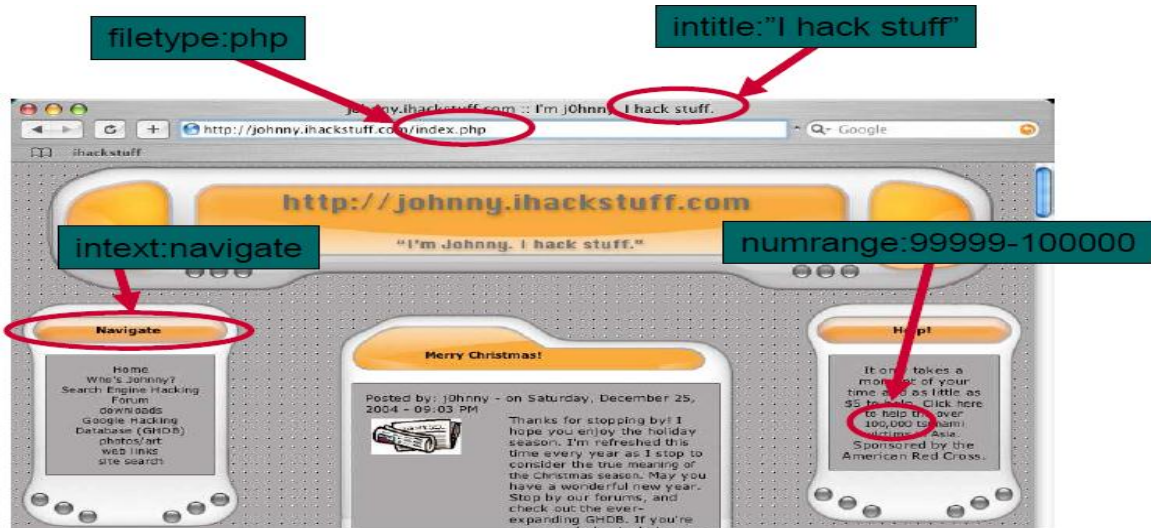 filetype:php
intitle:"I hack stuff"
johnny.ihackstuff.com :: I'm j0hnny. I hack stuff.
http://johnny.ihackstuff.com/index.php
Google
ihackstuff
http://johnny.ihackstuff.com
"I'm Johnny. I hack stuff."
intext:navigate
numrange:99999-100000
Navigate
Home
Who's Johnny?
Search Engine Hacking
Forum
downloads
Google Hacking
Database (GHDB)
photos/art
web links
site search
Merry Christmas!
Posted by: j0hnny - on Saturday, December 25,
2004 - 09:03 PM
Thanks for stopping by! I
hope you enjoy the holiday
season. I'm refreshed this
time every year as I stop to
consider the true meaning of
the Christmas season. May you
have a wonderful new year.
Stop by our forums, and
check out the ever-
expanding GHDB. If you're
Help!
It only takes a
moment of your
time and as little as
$5 to help. Click here
to help the over
100,000 tsunami
victims in Asia.
Sponsored by the
American Red Cross.